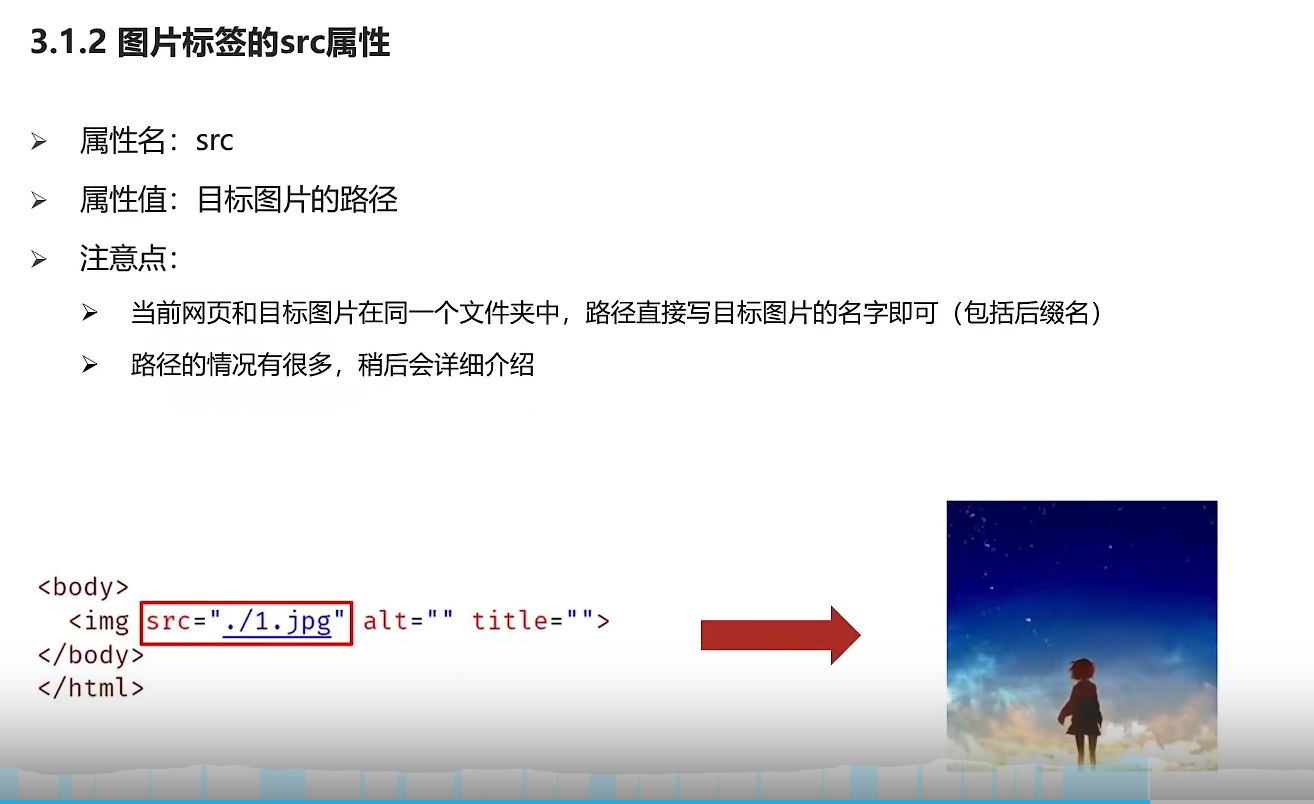 3.1.2 图片标签的src属性
属性名：src
属性值：目标图片的路径
注意点：
当前网页和目标图片在同一个文件夹中，路径直接写目标图片的名字即可（包括后缀名）
路径的情况有很多，稍后会详细介绍
<body>
<img src="./1.jpg" alt="" title="">
</body>
</html>